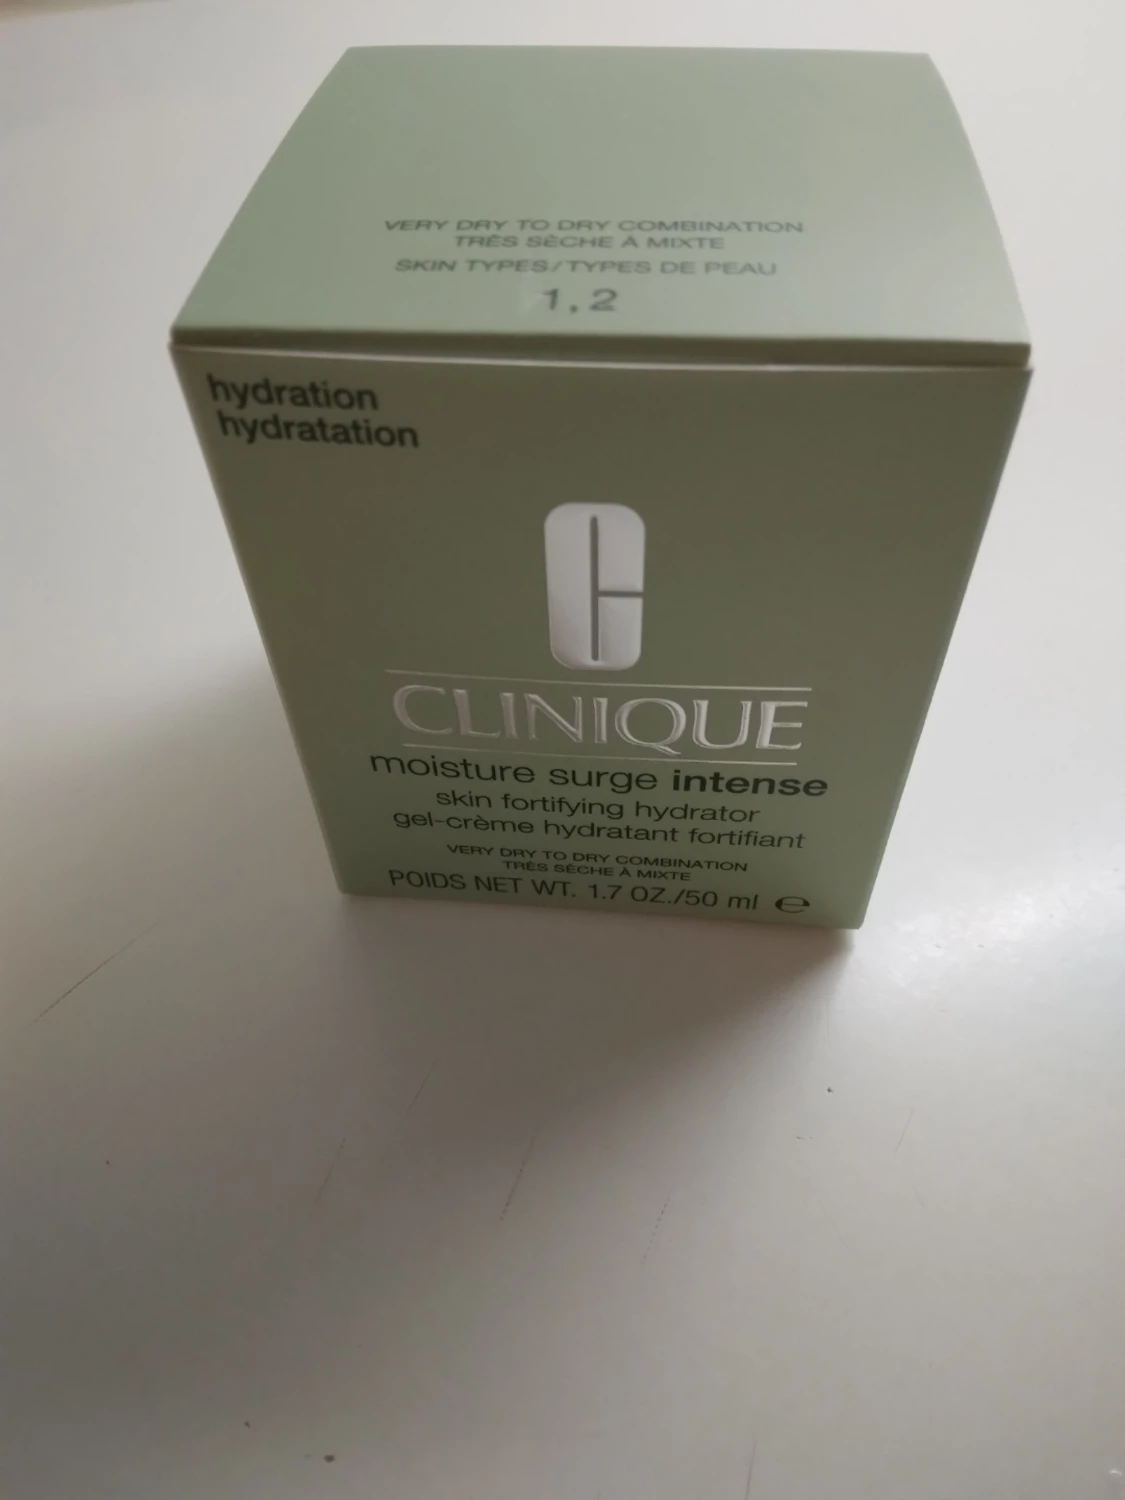 VERY DRY TO DRY COMBINATION
TRÈS SÈCHE À MIXTE
SKIN TYPES/TYPES DE PEAU
1, 2
hydration
hydratation
CLINIQUE
moisture surge intense
skin fortifying hydrator
gel-crème hydratant fortifiant
VERY DRY TO DRY COMBINATION
TRÈS SÈCHE À MIXTE
POIDS NET WT. 1.7 OZ./50 ml ℮